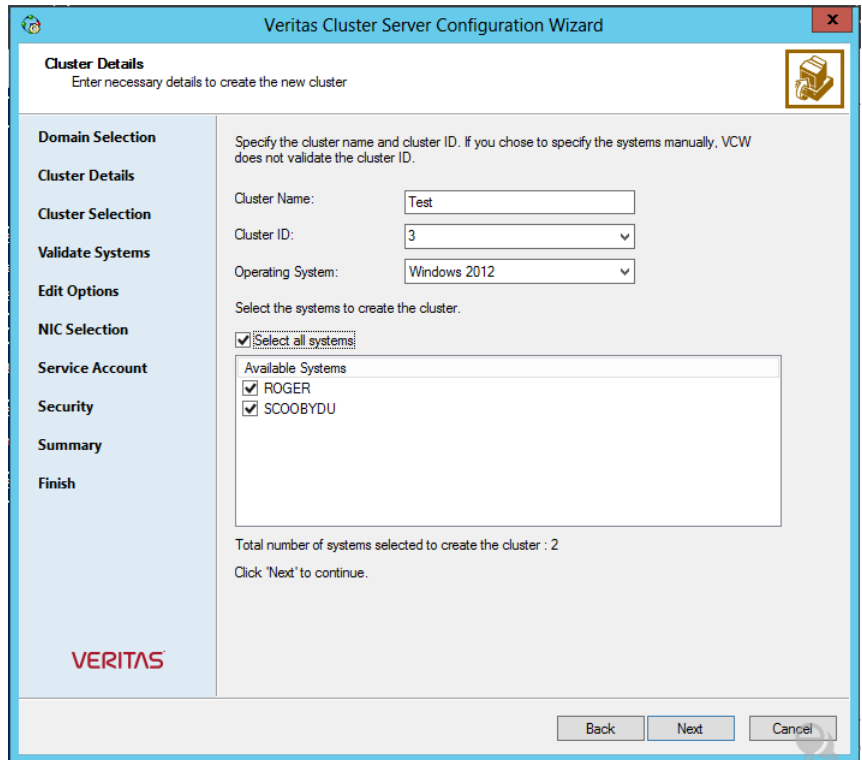 Veritas Cluster Server Configuration Wizard
x
Cluster Details
Enter necessary details to create the new cluster
Domain Selection
Cluster Details
Cluster Selection
Validate Systems
Edit Options
NIC Selection
Service Account
Security
Summary
Finish
VERITAS
Specify the cluster name and cluster ID. If you chose to specify the systems manually, VCW
does not validate the cluster ID.
Cluster Name: Test
Cluster ID: 3
Operating System: Windows 2012
Select the systems to create the cluster.
Select all systems
Available Systems
ROGER
SCOOBYDU
Total number of systems selected to create the cluster : 2
Click 'Next' to continue.
Back Next Cancel